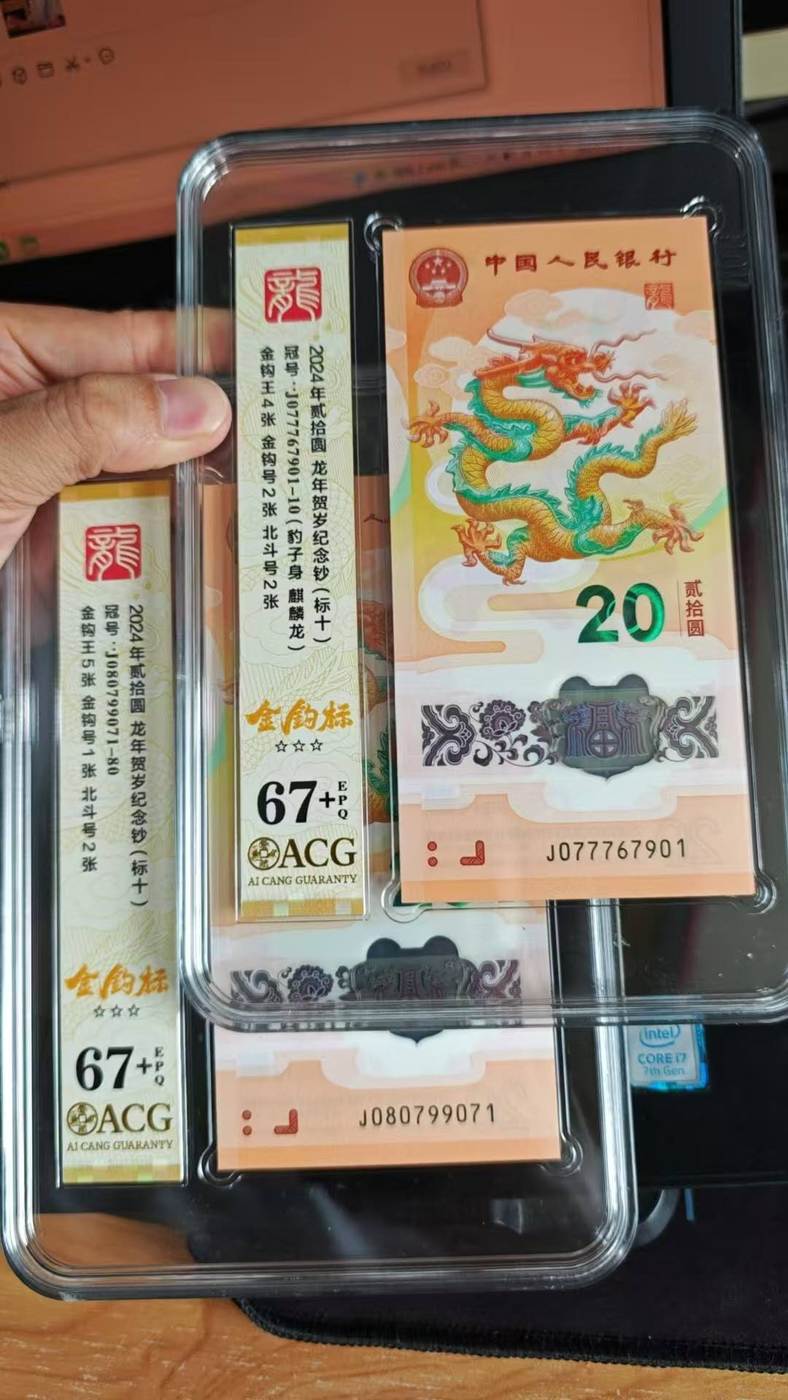 中国人民银行
龍
20
贰拾圆
福
J077767901
龍
2024年贰拾圆 龙年贺岁纪念钞(标十)
冠号:J077767901-10(豹子身 麒麟龙)
金钩王4张 金钩号2张 北斗号2张
金钩标
☆☆☆
67+EPQ
ACG
AI CANG GUARANTY
龍
2024年贰拾圆 龙年贺岁纪念钞(标十)
冠号:J080799071-80
金钩王5张 金钩号1张 北斗号2张
金钩标
☆☆☆
67+EPQ
ACG
AI CANG GUARANTY
J080799071
intel
CORE i7
7th Gen